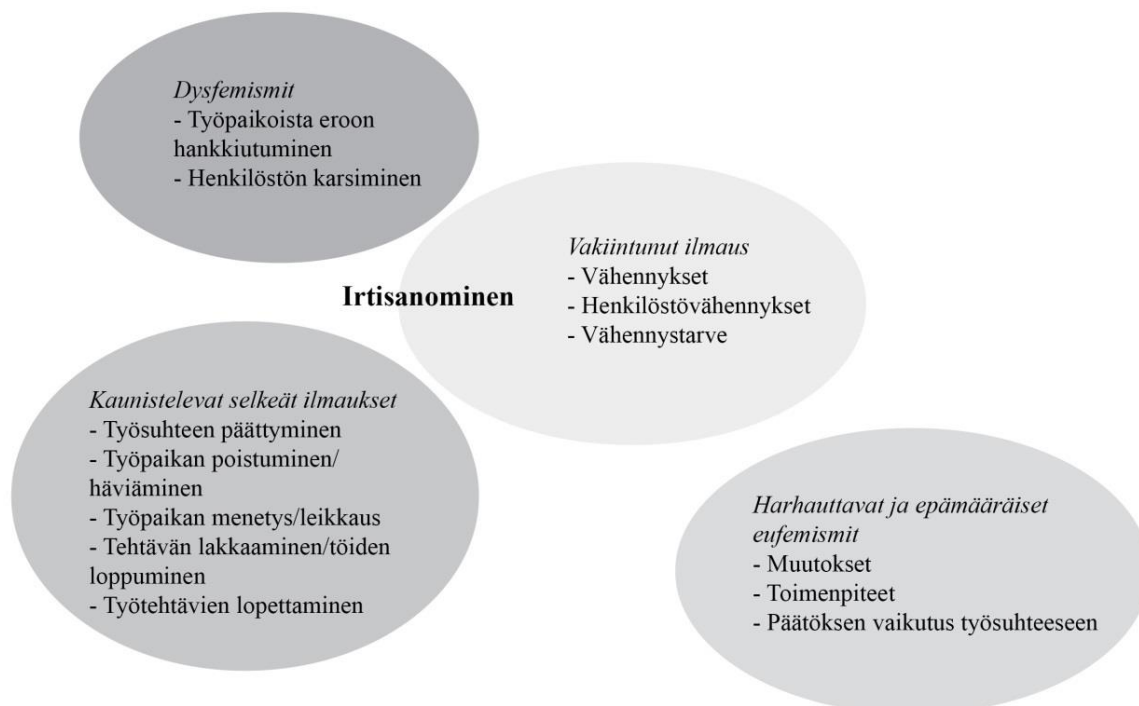 Dysfemismit
- Työpaikoista eroon
hankkiutuminen
- Henkilöstön karsiminen
Vakiintunut ilmaus
- Vähennykset
- Henkilöstövähennykset
- Vähennystarve
Irtisanominen
Kaunistelevat selkeät ilmaukset
- Työsuhteen päättyminen
- Työpaikan poistuminen/
häviäminen
- Työpaikan menetys/leikkaus
- Tehtävän lakkaaminen/töiden
loppuminen
- Työtehtävien lopettaminen
Harhauttavat ja epämääräiset
eufemismit
- Muutokset
- Toimenpiteet
- Päätöksen vaikutus työsuhteeseen